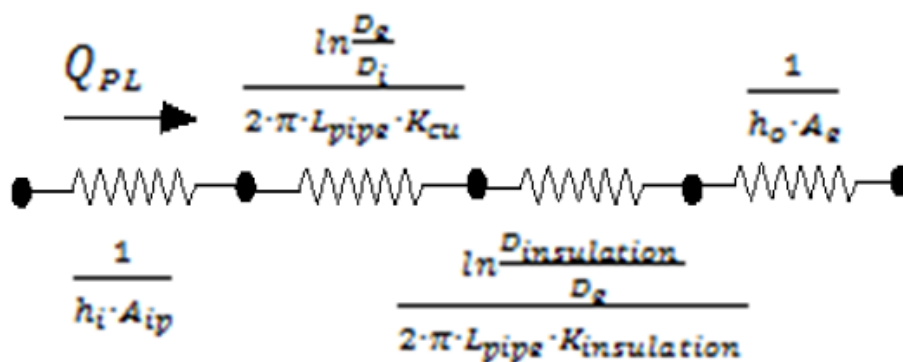 Q_PL
ln D_e/D_i / 2·π·L_pipe·K_cu
1 / h_o·A_e
1 / h_i·A_ip
ln D_insulation/D_e / 2·π·L_pipe·K_insulation